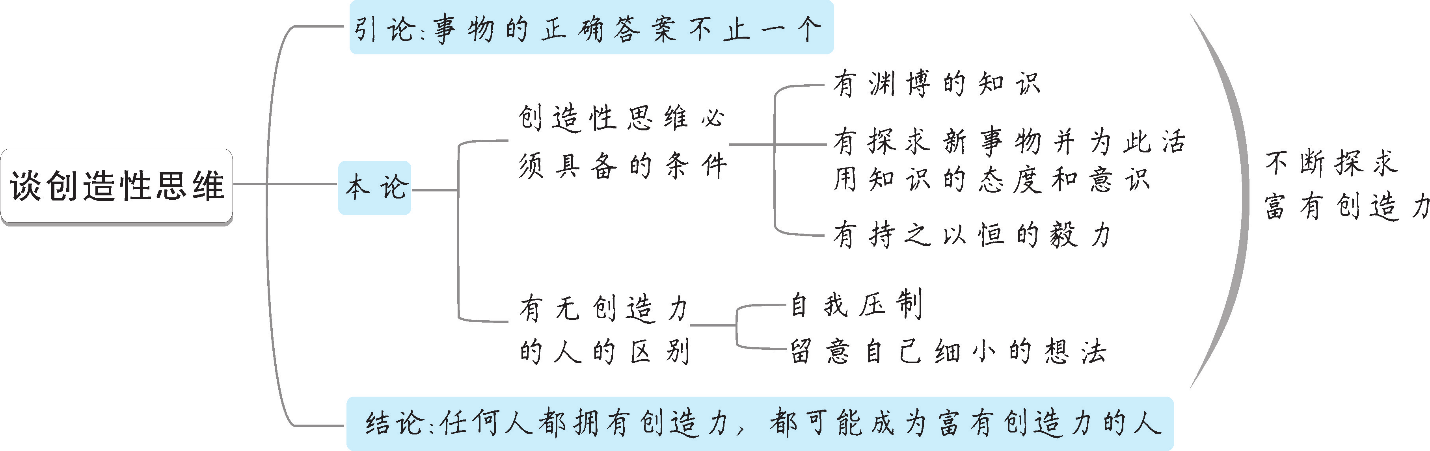 谈创造性思维
引论:事物的正确答案不止一个
本论
创造性思维必
须具备的条件
有渊博的知识
有探求新事物并为此活
用知识的态度和意识
有持之以恒的毅力
有无创造力
的人的区别
自我压制
留意自己细小的想法
结论:任何人都拥有创造力，都可能成为富有创造力的人
不断探求
富有创造力